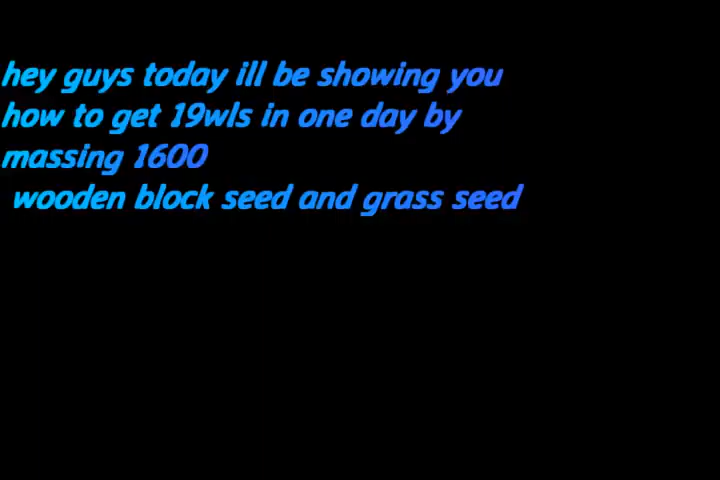 hey guys today ill be showing you
how to get 19wls in one day by
massing 1600
wooden block seed and grass seed